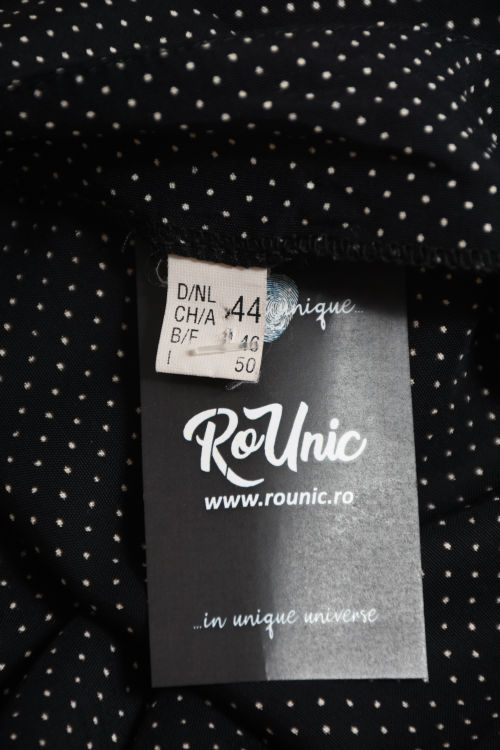 D/NL
CH/A 44
B/F 46
I 50
unique...
RoUnic
www.rounic.ro
...in unique universe